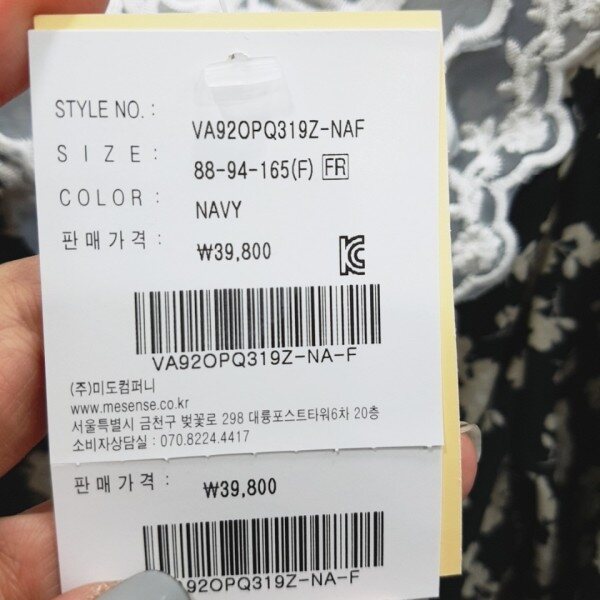 STYLE NO. : VA92OPQ319Z-NAF
SIZE : 88-94-165(F) FR
COLOR : NAVY
판매가격 : ₩39,800
VA92OPQ319Z-NA-F
(주)미도컴퍼니
www.mesense.co.kr
서울특별시 금천구 벚꽃로 298 대륭포스트타워6차 20층
소비자상담실 : 070.8224.4417
판매가격 : ₩39,800
VA92OPQ319Z-NA-F